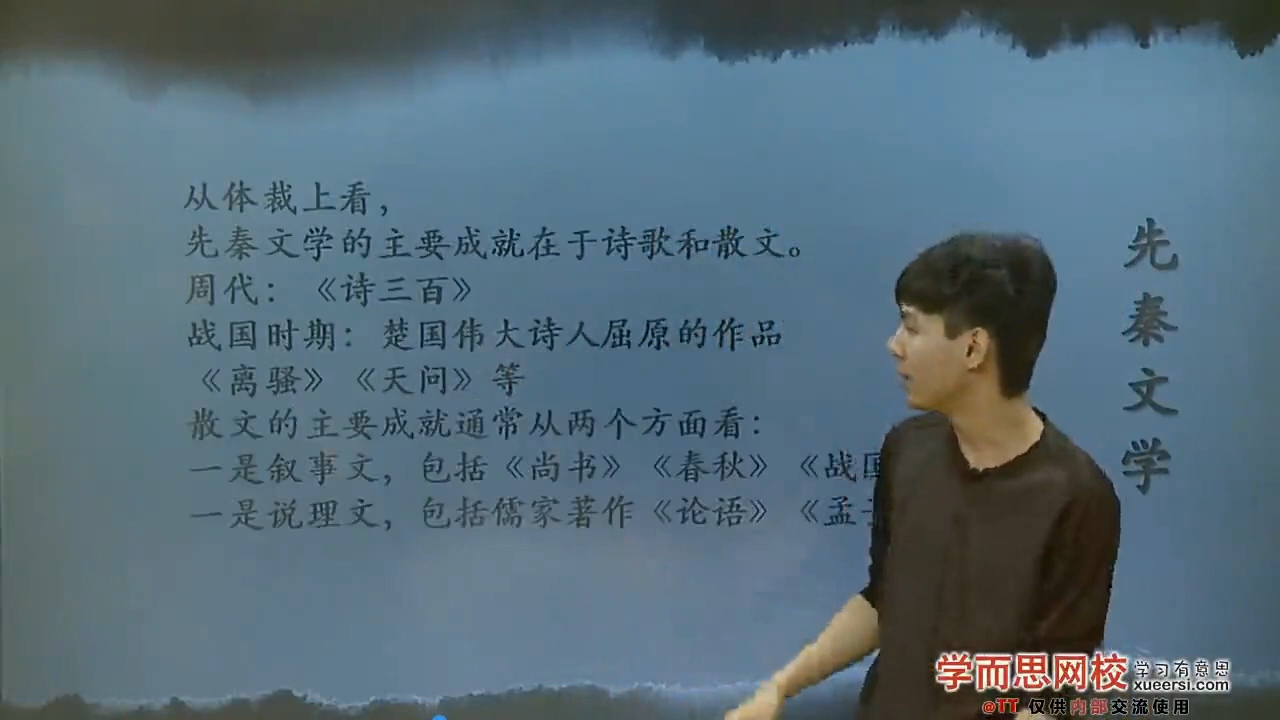 从体裁上看，
先秦文学的主要成就在于诗歌和散文。
周代：《诗三百》
战国时期：楚国伟大诗人屈原的作品
《离骚》《天问》等
散文的主要成就通常从两个方面看：
一是叙事文，包括《尚书》《春秋》《战国
一是说理文，包括儒家著作《论语》《孟
先秦文学
学而思网校
学习有意思
xueersi.com
@TT 仅供内部交流使用